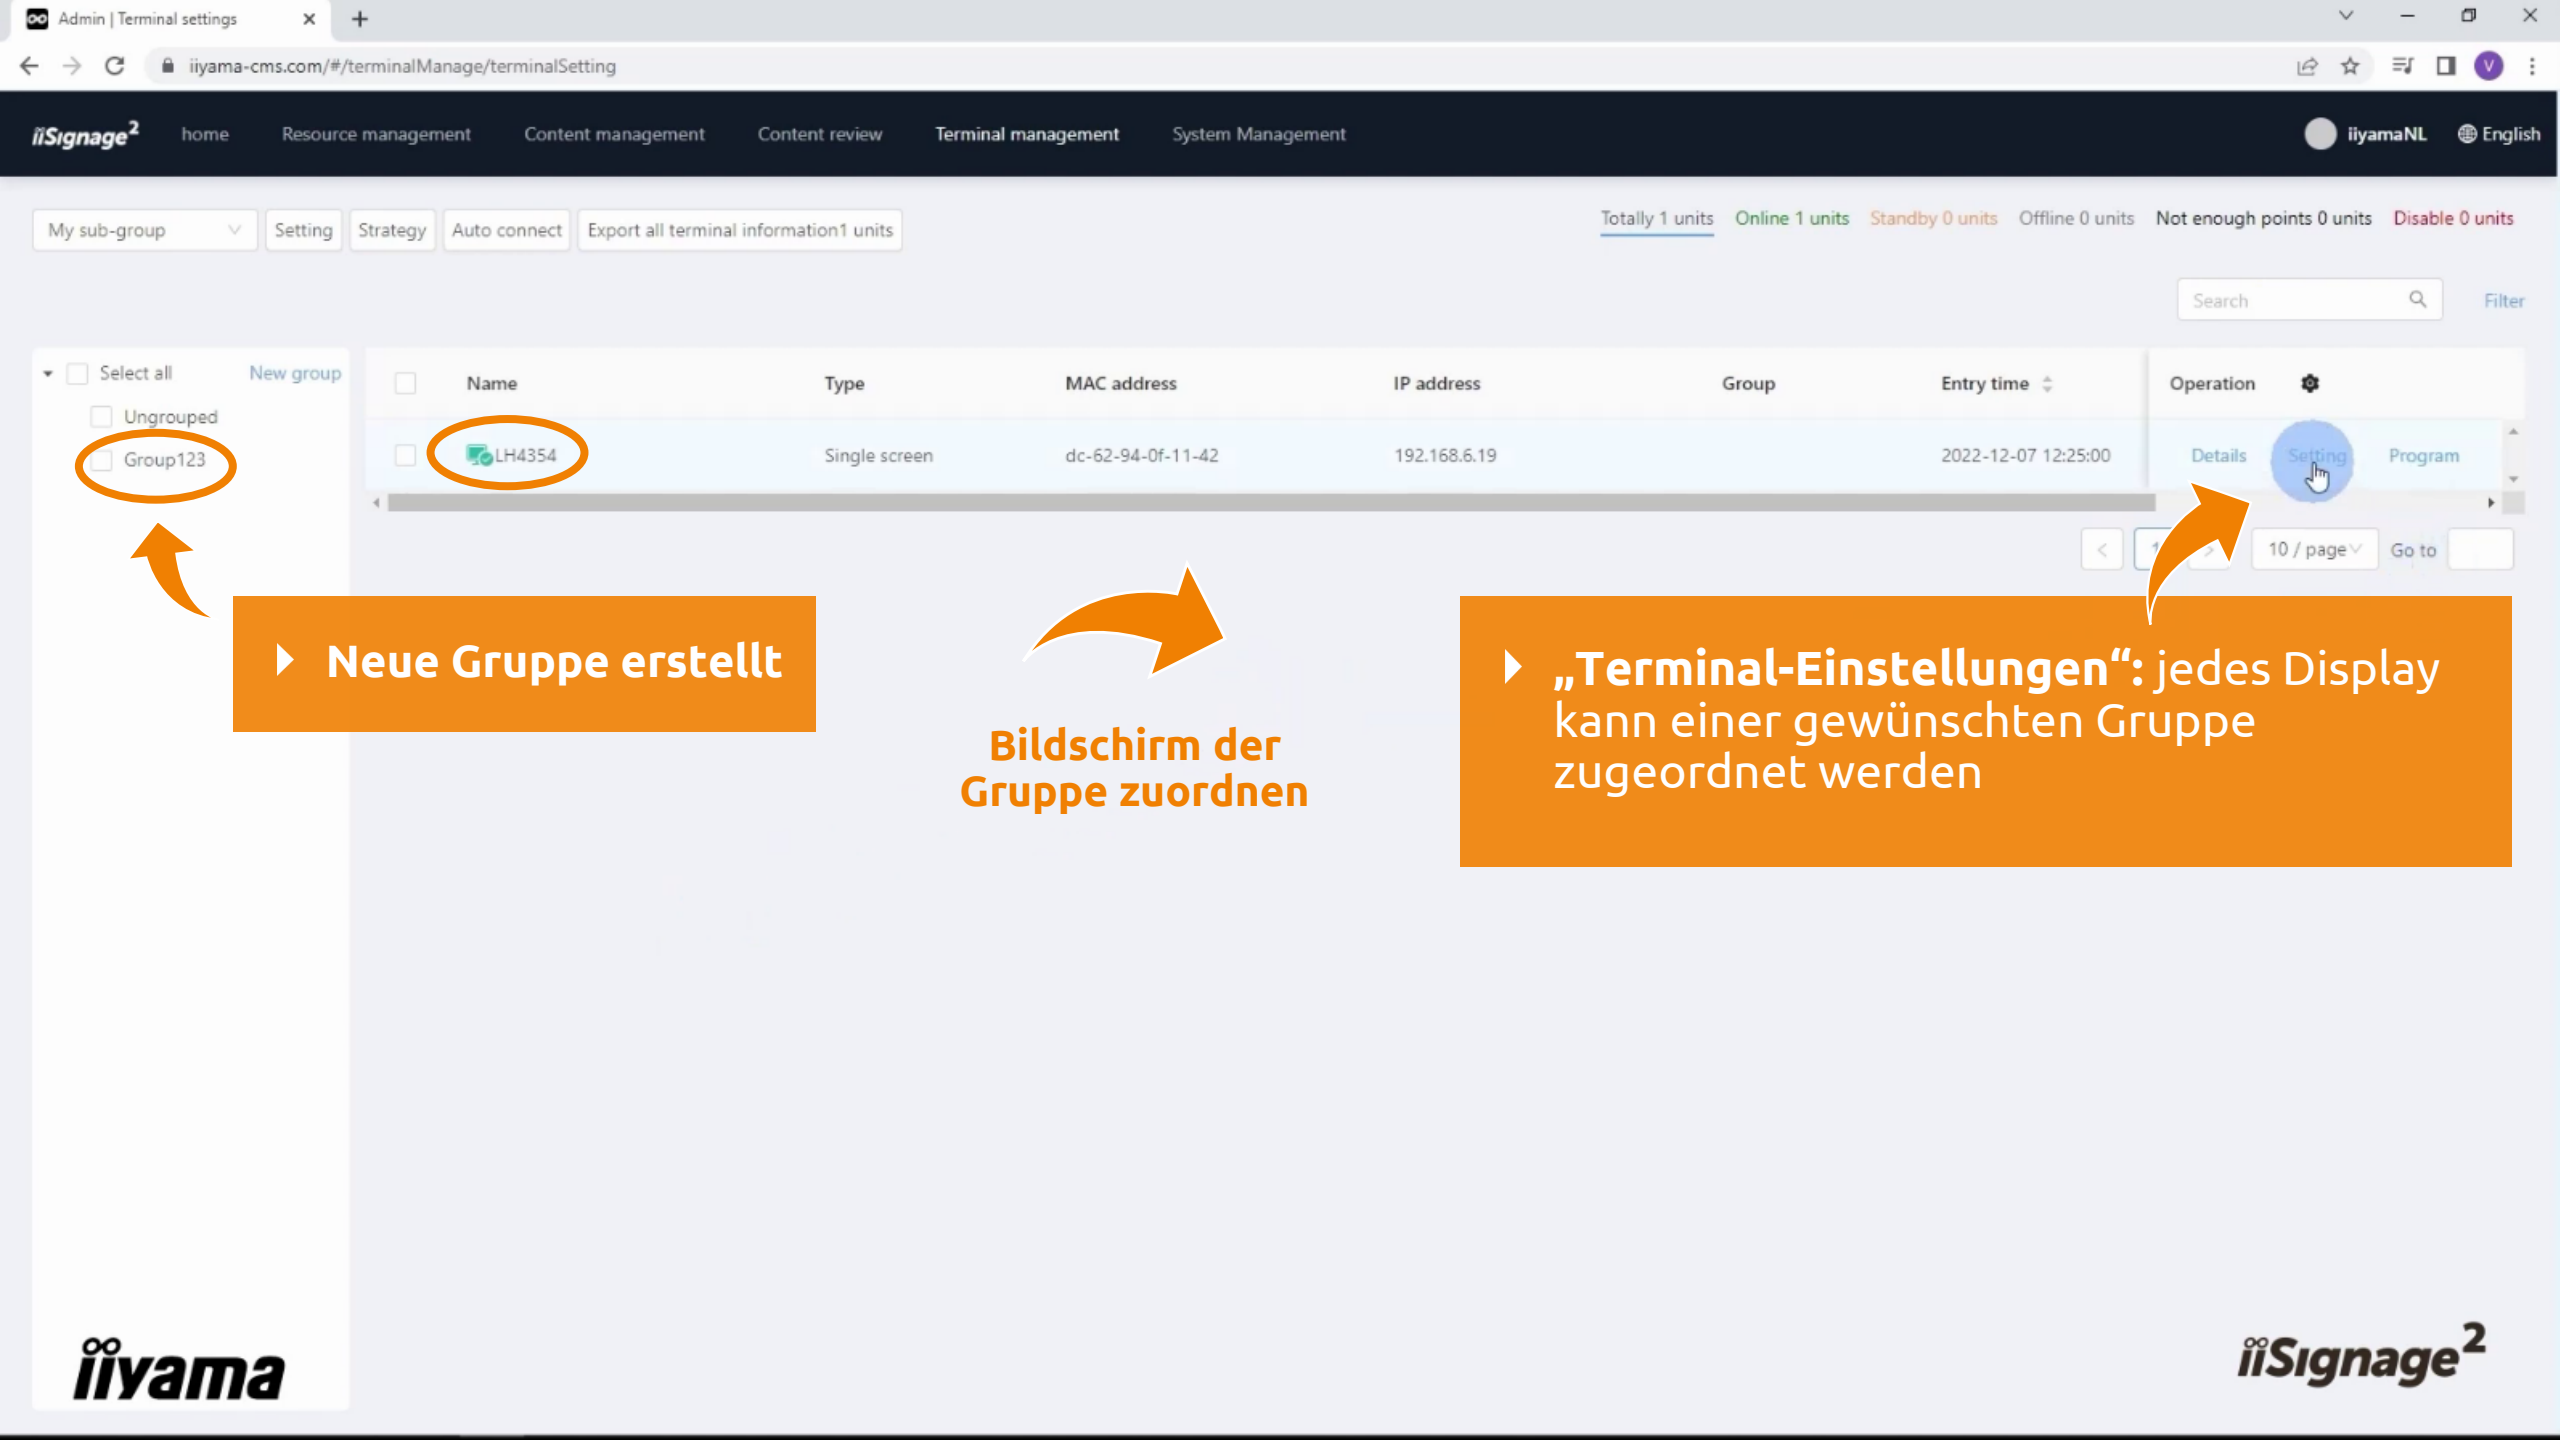 Admin | Terminal settings
iiyama-cms.com/#/terminalManage/terminalSetting
V
iiSignage²
home
Resource management
Content management
Content review
Terminal management
System Management
iiyamaNL
English
My sub-group
Setting
Strategy
Auto connect
Export all terminal information1 units
Totally 1 units
Online 1 units
Standby 0 units
Offline 0 units
Not enough points 0 units
Disable 0 units
Search
Filter
Select all
New group
Ungrouped
Group123
Name
Type
MAC address
IP address
Group
Entry time
Operation
LH4354
Single screen
dc-62-94-0f-11-42
192.168.6.19
2022-12-07 12:25:00
Details
Setting
Program
10 / page
Go to
Neue Gruppe erstellt
Bildschirm der
Gruppe zuordnen
„Terminal-Einstellungen“: jedes Display
kann einer gewünschten Gruppe
zugeordnet werden
iiyama
iiSignage²